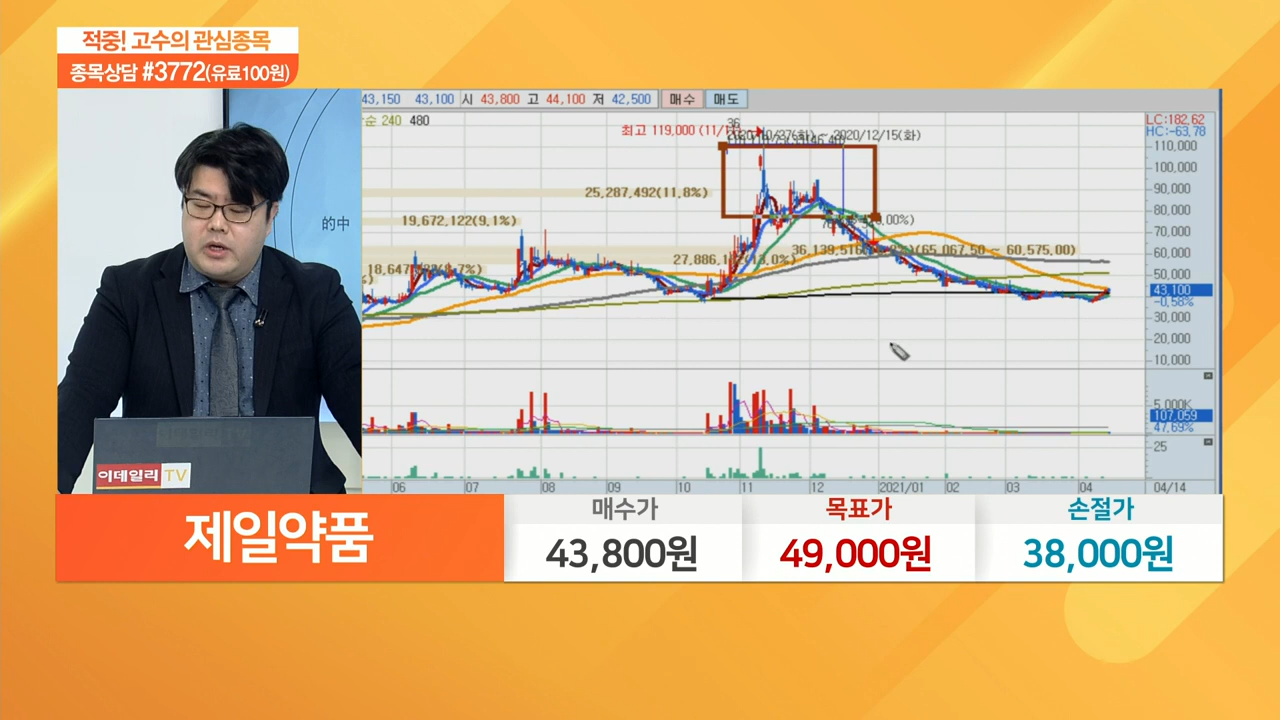 적중! 고수의 관심종목
종목상담 #3772(유료100원)
43,150 43,100 시 43,800 고 44,100 저 42,500 매수 매도
순 240 480
36
최고 119,000
2020/12/15(화)
LC:182.62
HC:-63.78
110,000
100,000
90,000
80,000
70,000
60,000
50,000
43,100
-0.58%
30,000
20,000
10,000
25,287,492(11.8%)
19,672,122(9.1%)
(65,067.50 ~ 60,575.00)
的中
5,000K
107,059
47.69%
25
06 07 08 09 10 11 12 2021/01 02 03 04 04/14
이데일리 TV
제일약품
매수가
43,800원
목표가
49,000원
손절가
38,000원